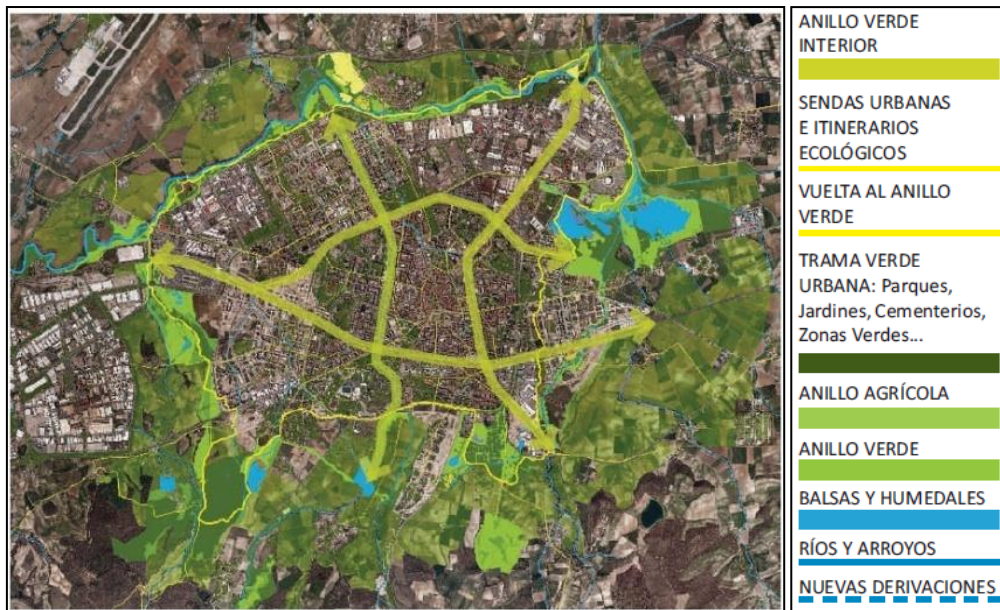 ANILLO VERDE
INTERIOR
SENDAS URBANAS
E ITINERARIOS
ECOLÓGICOS
VUELTA AL ANILLO
VERDE
TRAMA VERDE
URBANA: Parques,
Jardines, Cementerios,
Zonas Verdes...
ANILLO AGRÍCOLA
ANILLO VERDE
BALSAS Y HUMEDALES
RÍOS Y ARROYOS
NUEVAS DERIVACIONES